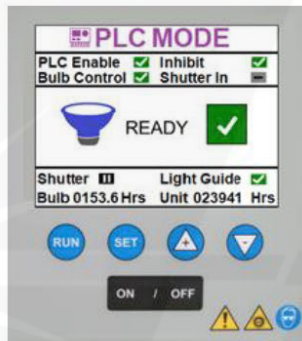 PLC MODE
PLC Enable Inhibit
Bulb Control Shutter In
READY
Shutter Light Guide
Bulb 0153.6 Hrs Unit 023941 Hrs
RUN SET + -
ON / OFF